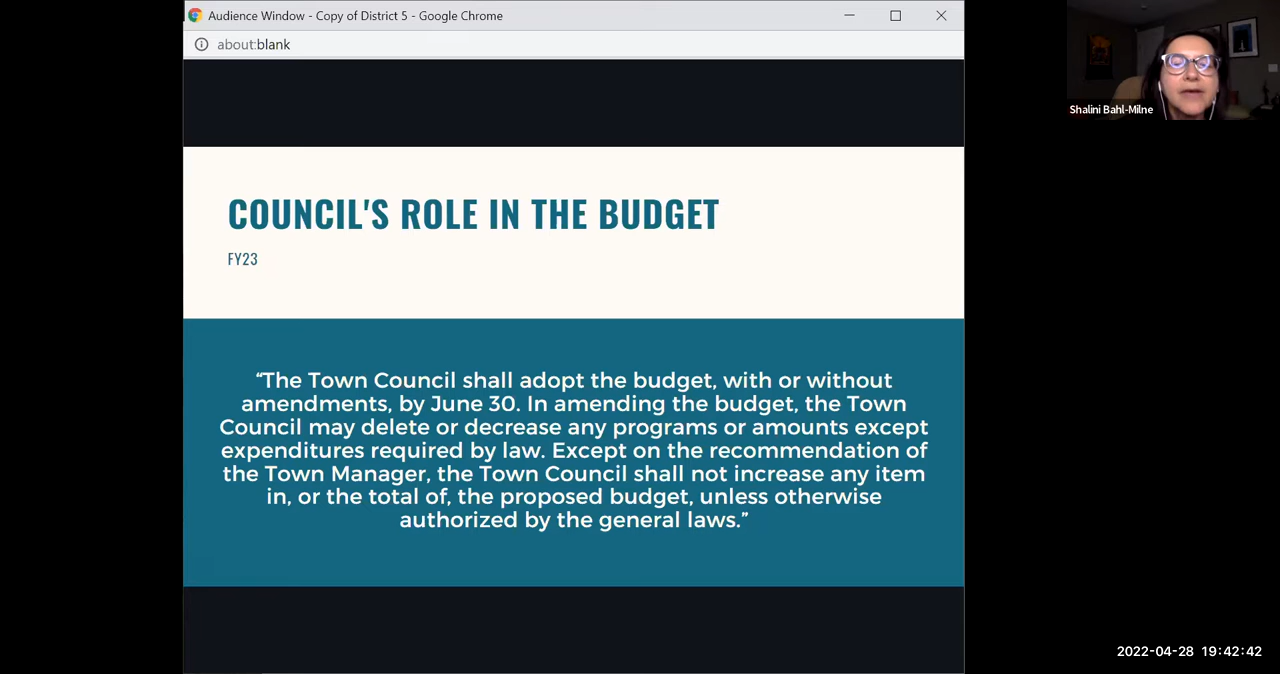 Audience Window - Copy of District 5 - Google Chrome
about:blank
COUNCIL'S ROLE IN THE BUDGET
FY23
“The Town Council shall adopt the budget, with or without
amendments, by June 30. In amending the budget, the Town
Council may delete or decrease any programs or amounts except
expenditures required by law. Except on the recommendation of
the Town Manager, the Town Council shall not increase any item
in, or the total of, the proposed budget, unless otherwise
authorized by the general laws.”
Shalini Bahl-Milne
2022-04-28 19:42:42